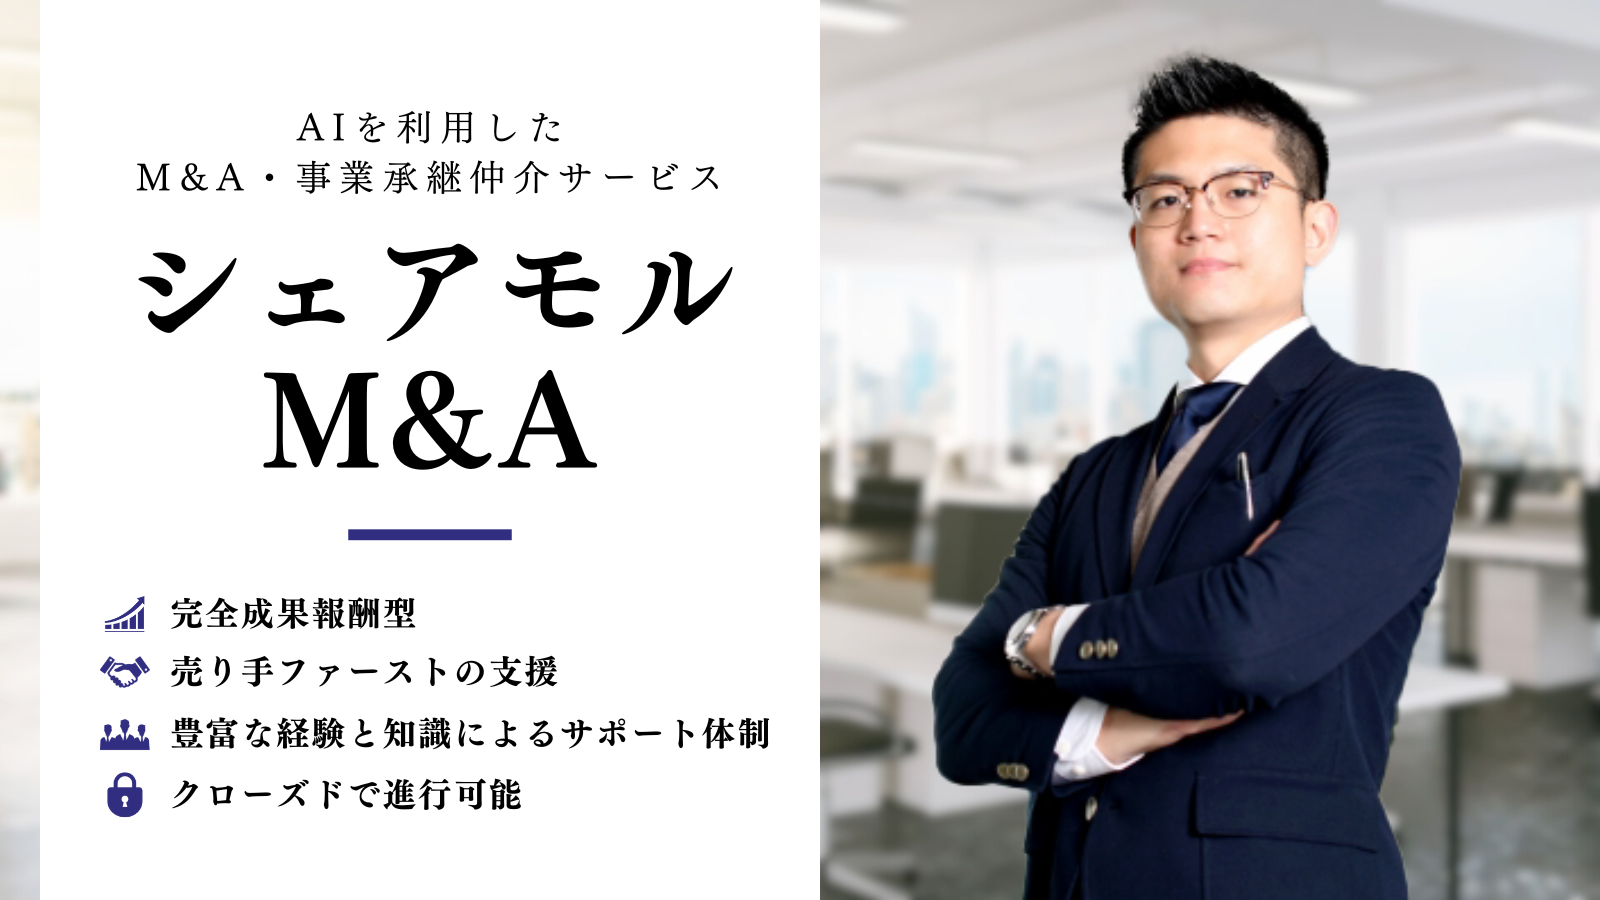 AIを利用した
M&A・事業承継仲介サービス
シェアモル
M&A
完全成果報酬型
売り手ファーストの支援
豊富な経験と知識によるサポート体制
クローズドで進行可能